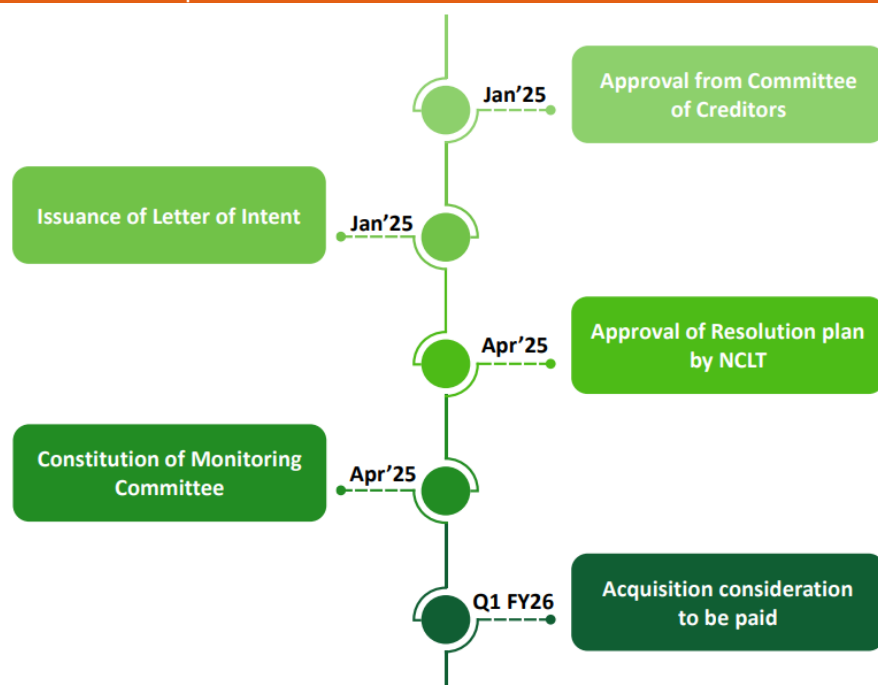 Jan’25
Approval from Committee
of Creditors
Issuance of Letter of Intent
Jan’25
Apr’25
Approval of Resolution plan
by NCLT
Constitution of Monitoring
Committee
Apr’25
Q1 FY26
Acquisition consideration
to be paid